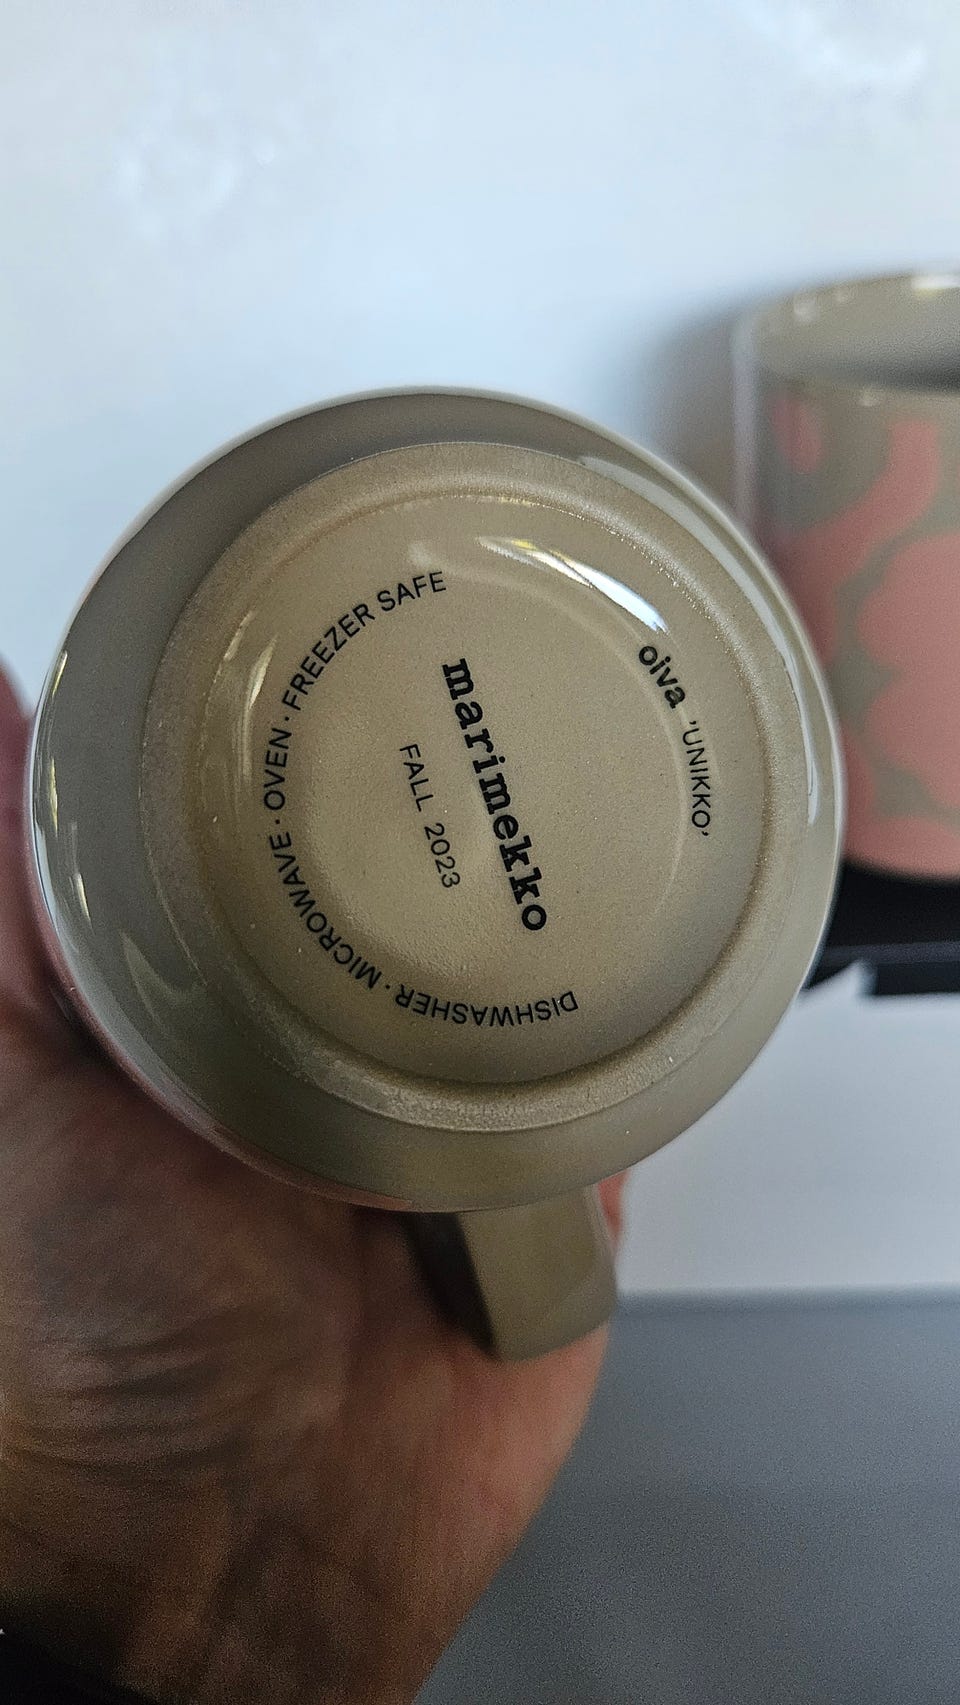 oiva 'UNIKKO'
marimekko
FALL 2023
DISHWASHER · MICROWAVE · OVEN · FREEZER SAFE